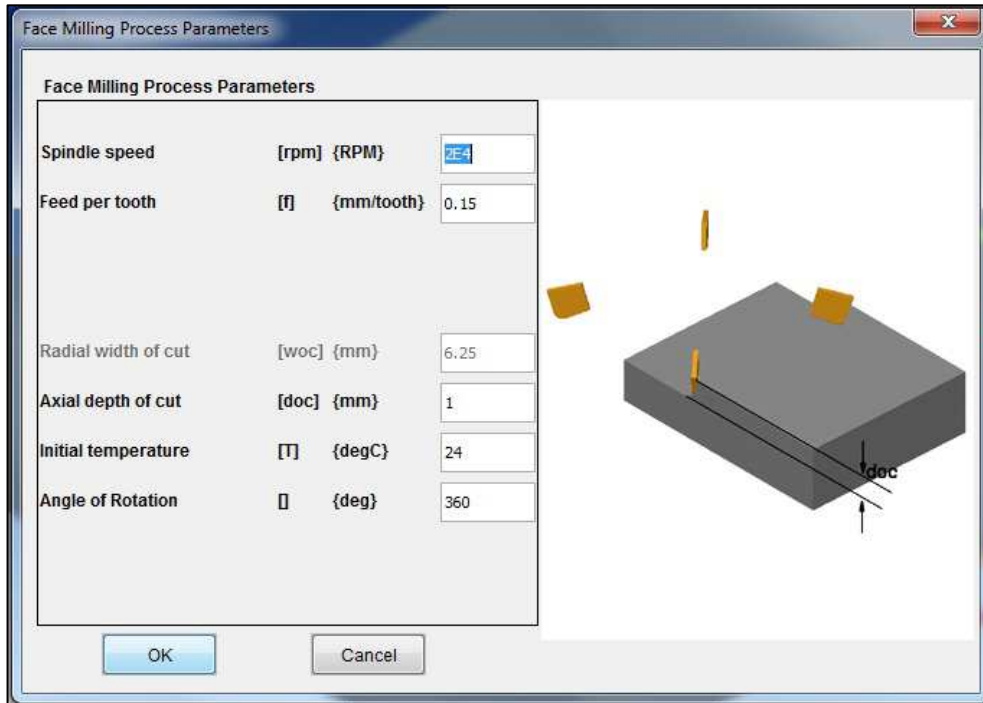 Face Milling Process Parameters
x
Face Milling Process Parameters
Spindle speed [rpm] {RPM} 2E4
Feed per tooth [f] {mm/tooth} 0.15
Radial width of cut [woc] {mm} 6.25
Axial depth of cut [doc] {mm} 1
Initial temperature [T] {degC} 24
Angle of Rotation [] {deg} 360
doc
OK Cancel